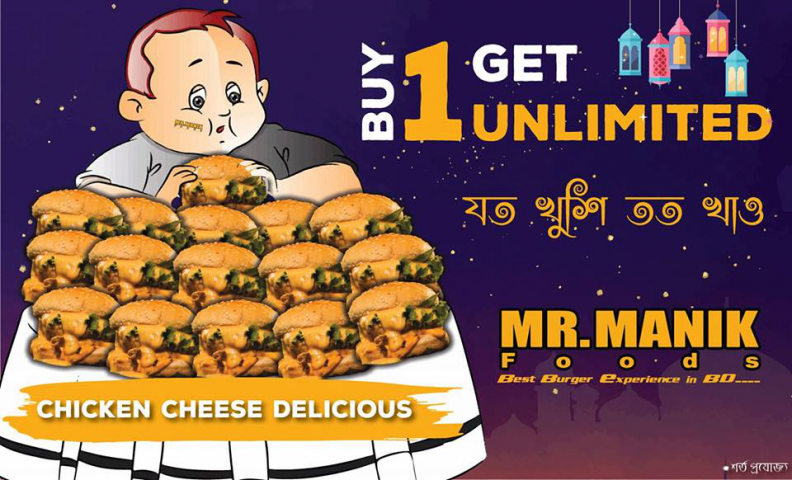 BUY 1 GET
UNLIMITED
যত খুশি তত খাও
MR.MANIK
Foods
Best Burger Experience in BD....
CHICKEN CHEESE DELICIOUS
• শর্ত প্রযোজ্য